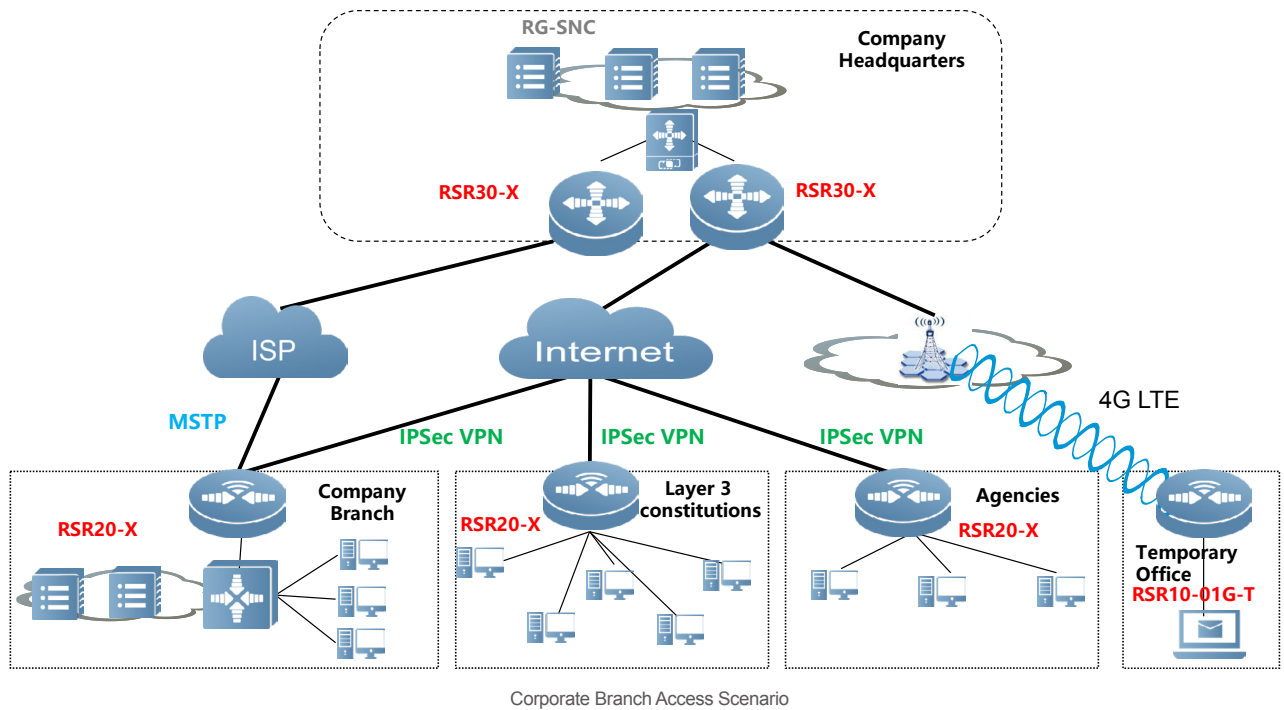 RG-SNC
Company
Headquarters
RSR30-X
RSR30-X
ISP
Internet
4G LTE
MSTP
IPSec VPN
IPSec VPN
IPSec VPN
Company
Branch
RSR20-X
Layer 3
constitutions
RSR20-X
Agencies
RSR20-X
Temporary
Office
RSR10-01G-T
Corporate Branch Access Scenario